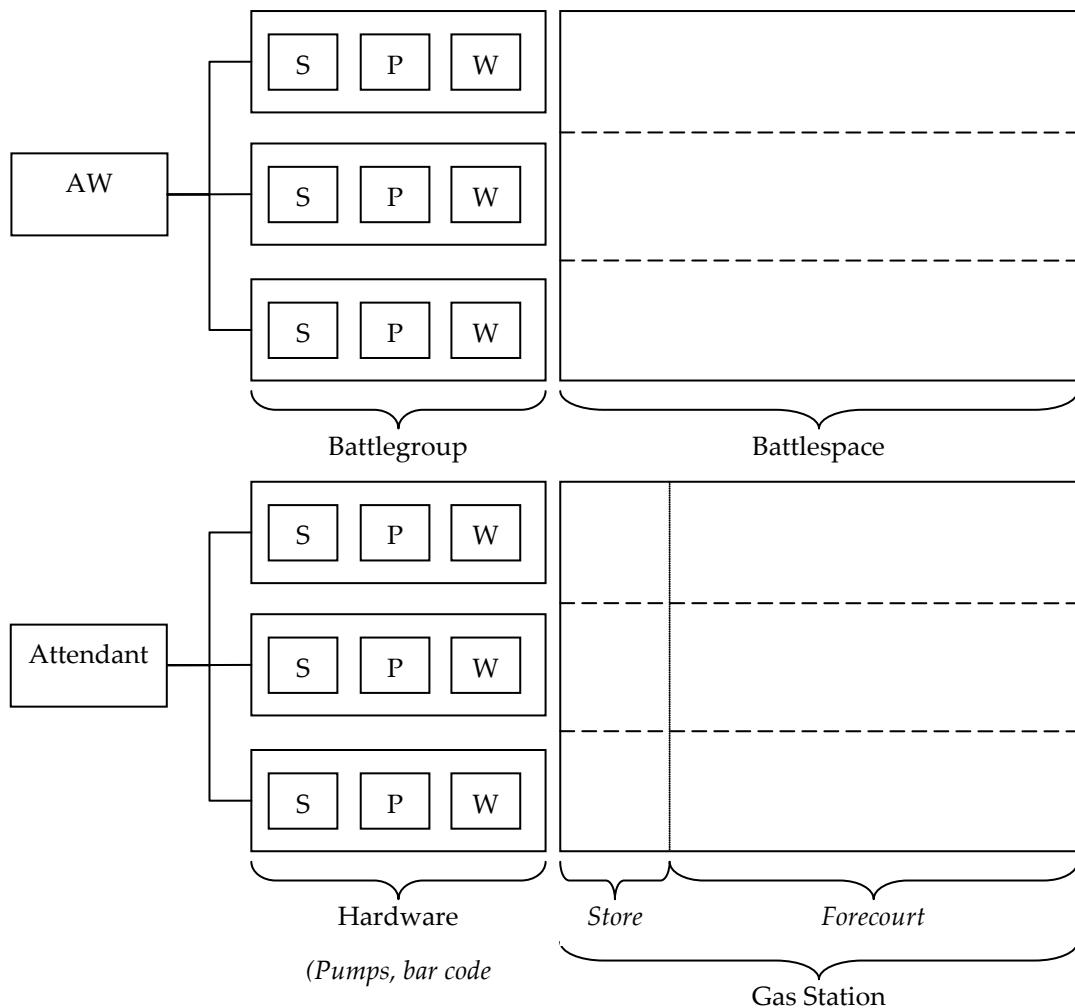 S P W
AW
S P W
S P W
Battlegroup Battlespace
S P W
Attendant
S P W
S P W
Hardware Store Forecourt
(Pumps, bar code
Gas Station